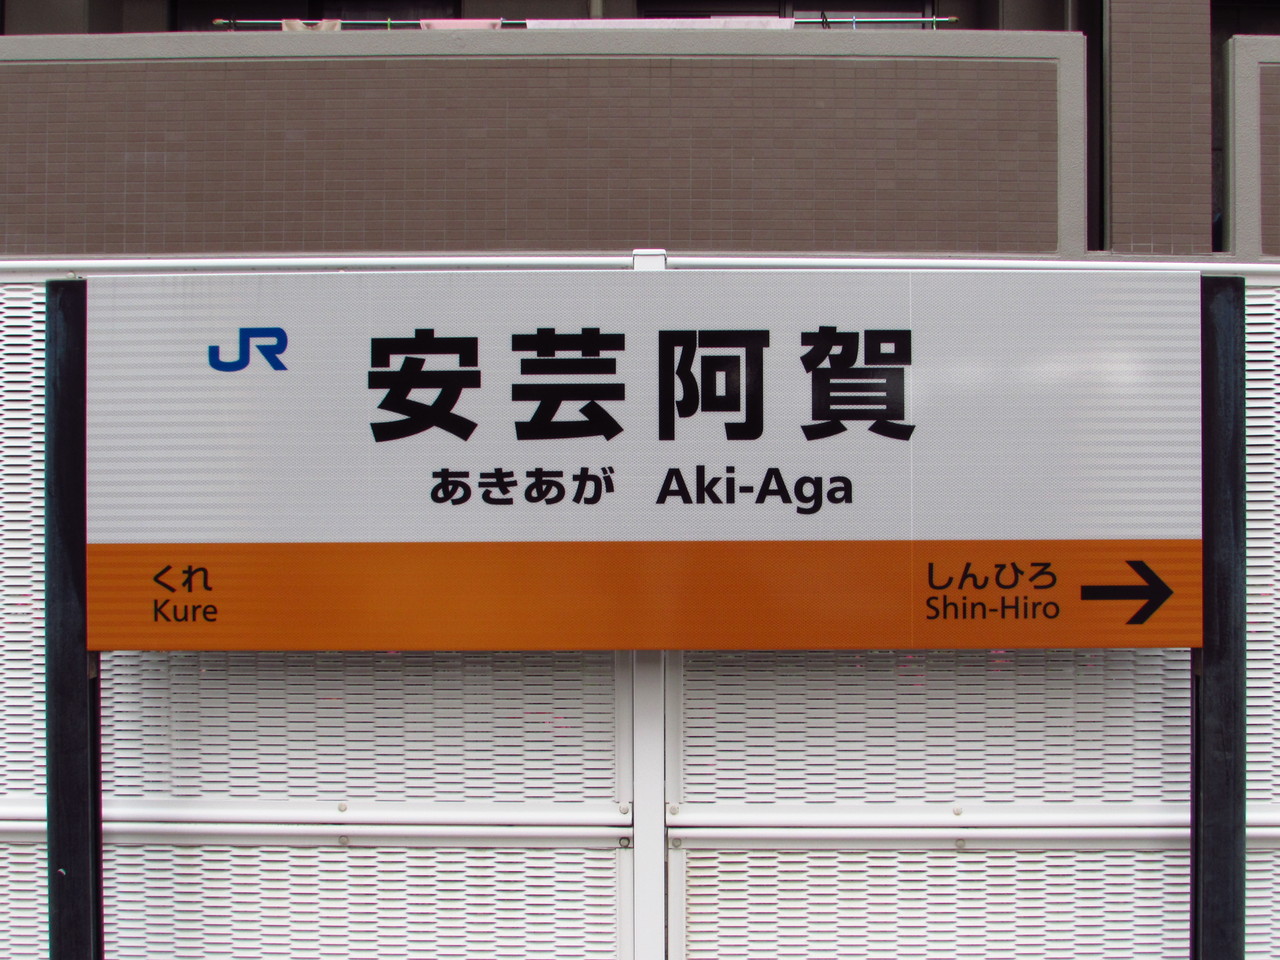 JR 安芸阿賀
あきあが Aki-Aga
くれ
Kure
しんひろ
Shin-Hiro